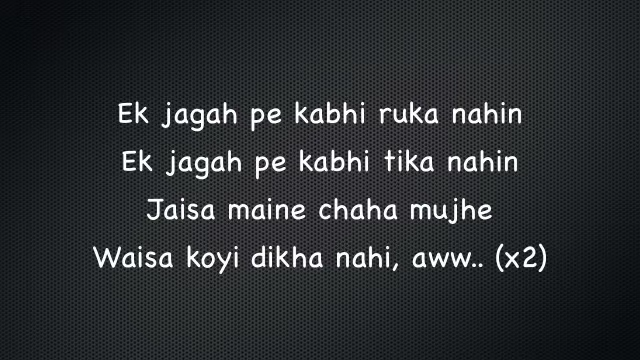 Ek jagah pe kabhi ruka nahin
Ek jagah pe kabhi tika nahin
Jaisa maine chaha mujhe
Waisa koyi dikha nahi, aww.. (x2)